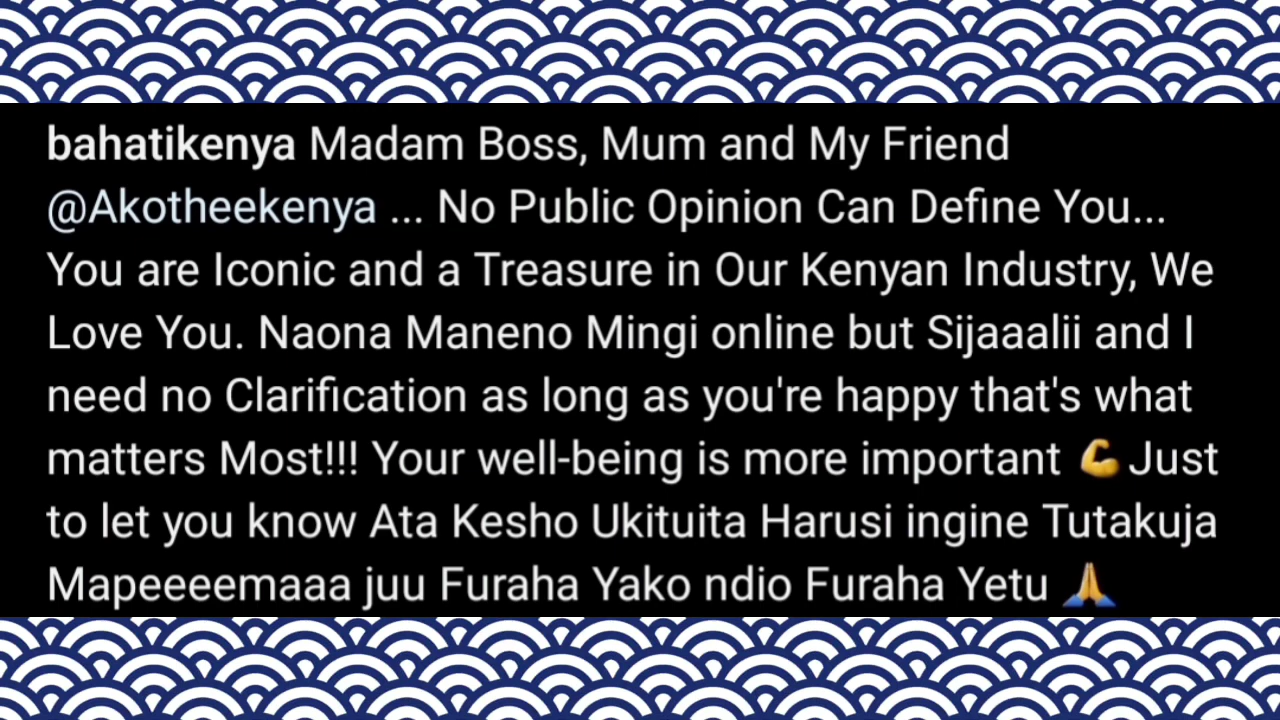 bahatikenya Madam Boss, Mum and My Friend
@Akotheekenya ... No Public Opinion Can Define You...
You are Iconic and a Treasure in Our Kenyan Industry, We
Love You. Naona Maneno Mingi online but Sijaaalii and I
need no Clarification as long as you're happy that's what
matters Most!!! Your well-being is more important 💪Just
to let you know Ata Kesho Ukituita Harusi ingine Tutakuja
Mapeeeemaaa juu Furaha Yako ndio Furaha Yetu 🙏